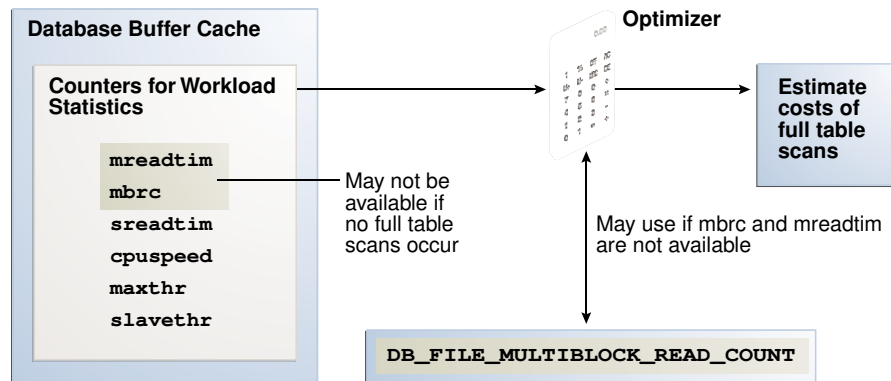 Database Buffer Cache
Counters for Workload
Statistics
mreadtim
mbrc
sreadtim
cpuspeed
maxthr
slavethr
May not be
available if
no full table
scans occur
Optimizer
Estimate
costs of
full table
scans
May use if mbrc and mreadtim
are not available
DB_FILE_MULTIBLOCK_READ_COUNT